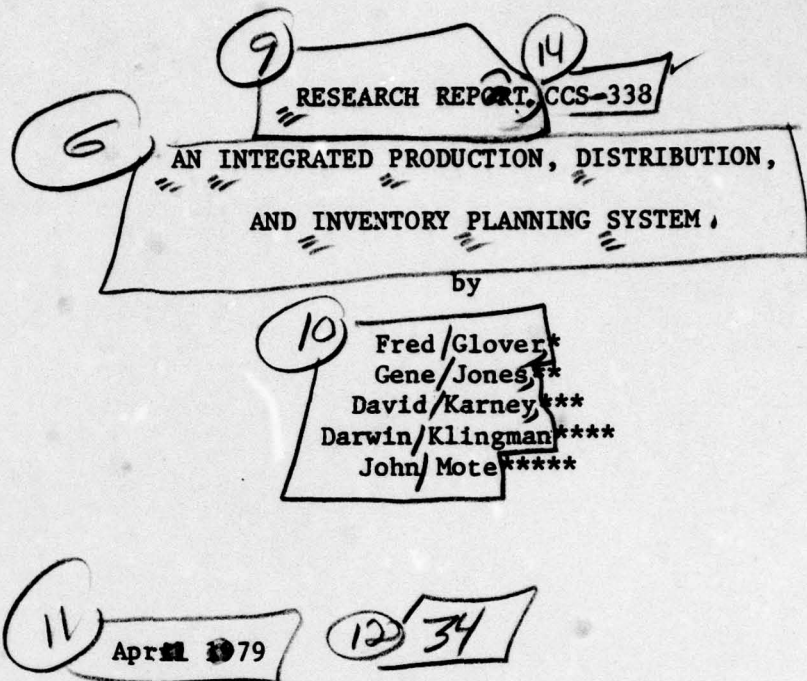 9 14
RESEARCH REPORT, CCS-338
6
AN INTEGRATED PRODUCTION, DISTRIBUTION,
AND INVENTORY PLANNING SYSTEM.
by
10
Fred/Glover*
Gene/Jones**
David/Karney***
Darwin/Klingman****
John/Mote*****
11 April 1979 12 34